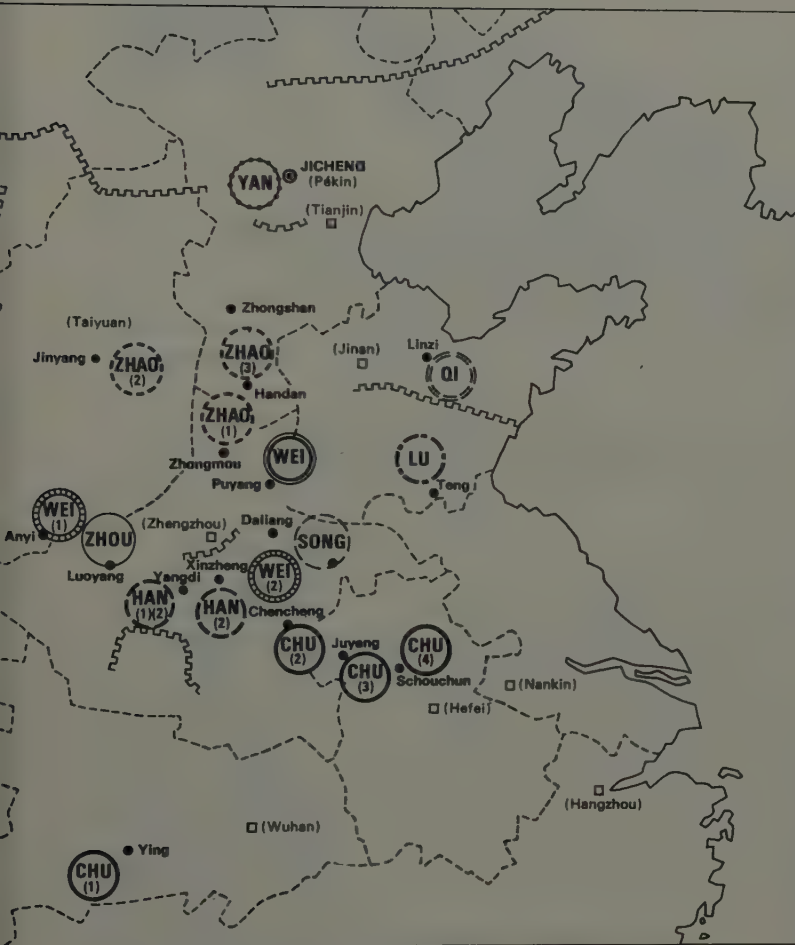 YAN
JICHENG
(Pékin)
(Tianjin)
Zhongshan
(Taiyuan)
Jinyang
ZHAO
(2)
ZHAO
(3)
(Jinan)
Linzi
QI
Handan
ZHAO
(1)
Zhongmou
WEI
Puyang
LU
Teng
WEI
(1)
Anyi
ZHOU
Luoyang
(Zhengzhou)
Daliang
SONG
Xinzheng
Yangdi
WEI
(2)
HAN
(1)(2)
HAN
(2)
Chencheng
CHU
(2)
Juyang
CHU
(3)
CHU
(4)
Schouchun
(Nankin)
(Hefei)
(Hangzhou)
(Wuhan)
Ying
CHU
(1)